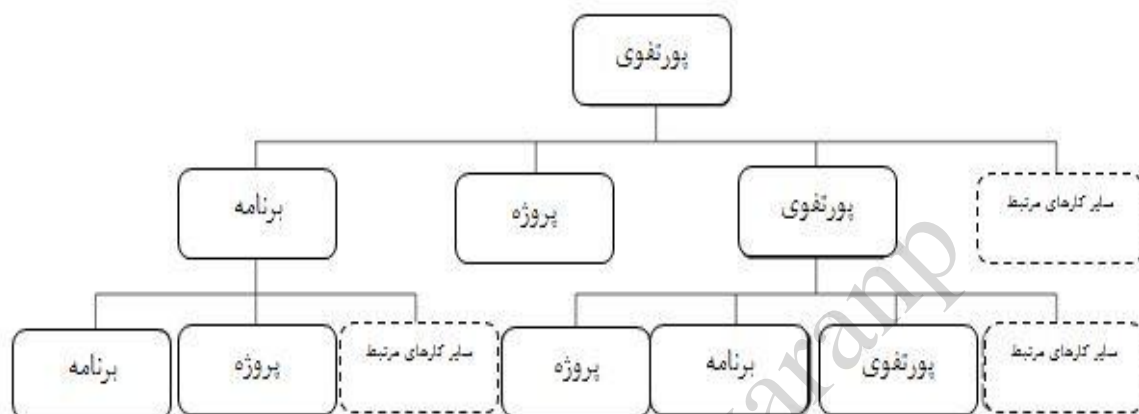 پورتفوی
سایر کارهای مرتبط
پورتفوی
پروژه
برنامه
سایر کارهای مرتبط
پورتفوی
برنامه
پروژه
سایر کارهای مرتبط
پروژه
برنامه